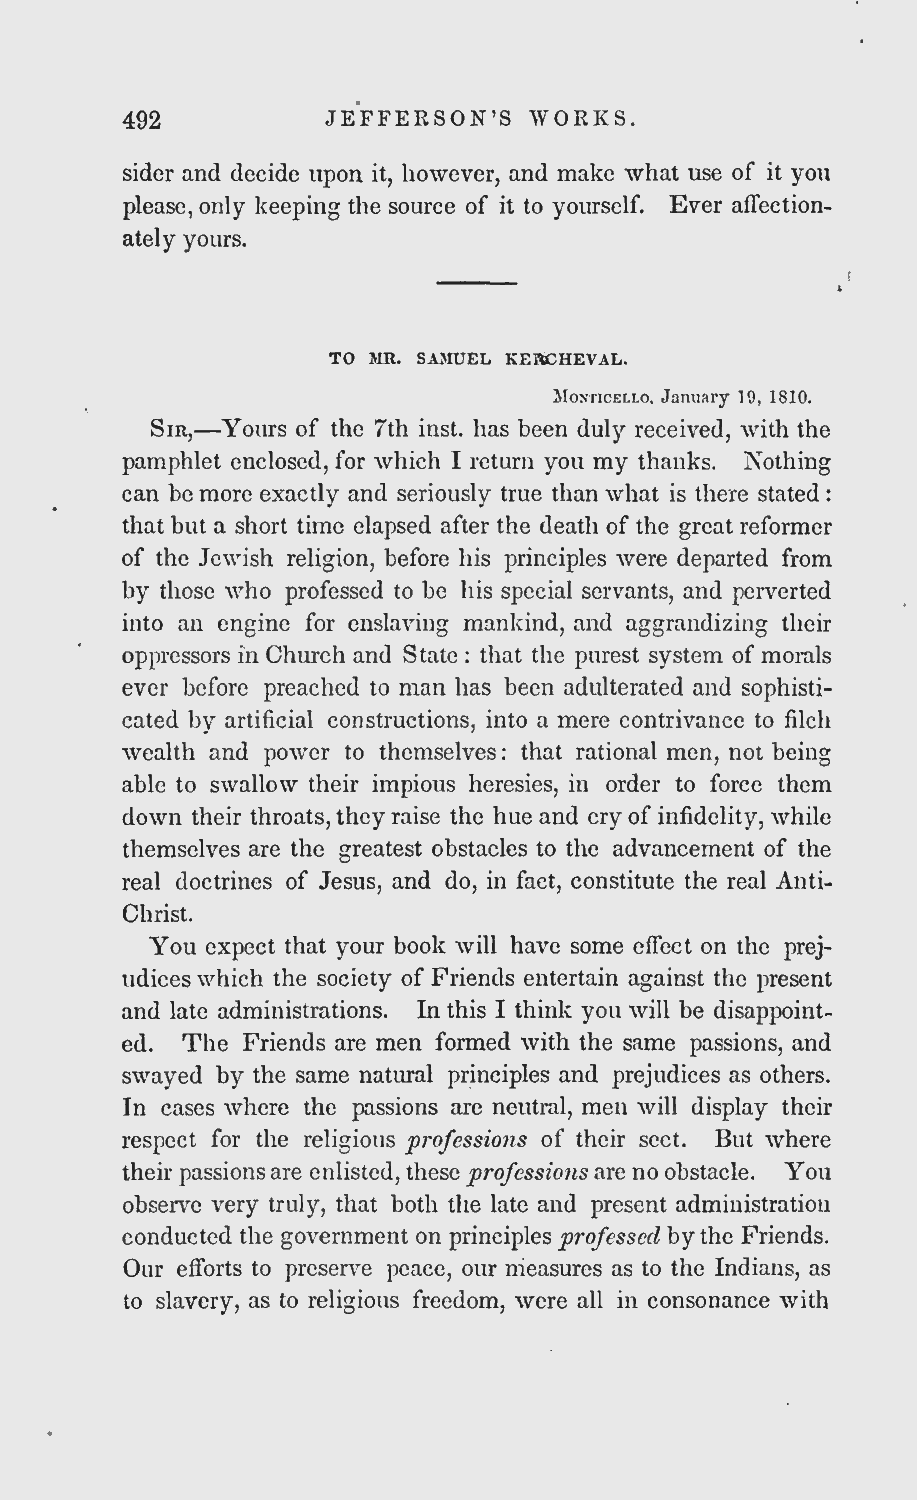 492 JEFFERSON'S WORKS.
sider and decide upon it, however, and make what use of it you
please, only keeping the source of it to yourself. Ever affection-
ately yours.
TO MR. SAMUEL KERCHEVAL.
MONTICELLO, January 19, 1810.
SIR,—Yours of the 7th inst. has been duly received, with the
pamphlet enclosed, for which I return you my thanks. Nothing
can be more exactly and seriously true than what is there stated:
that but a short time elapsed after the death of the great reformer
of the Jewish religion, before his principles were departed from
by those who professed to be his special servants, and perverted
into an engine for enslaving mankind, and aggrandizing their
oppressors in Church and State: that the purest system of morals
ever before preached to man has been adulterated and sophisti-
cated by artificial constructions, into a mere contrivance to filch
wealth and power to themselves: that rational men, not being
able to swallow their impious heresies, in order to force them
down their throats, they raise the hue and cry of infidelity, while
themselves are the greatest obstacles to the advancement of the
real doctrines of Jesus, and do, in fact, constitute the real Anti-
Christ.
You expect that your book will have some effect on the prej-
udices which the society of Friends entertain against the present
and late administrations. In this I think you will be disappoint-
ed. The Friends are men formed with the same passions, and
swayed by the same natural principles and prejudices as others.
In cases where the passions are neutral, men will display their
respect for the religious professions of their sect. But where
their passions are enlisted, these professions are no obstacle. You
observe very truly, that both the late and present administration
conducted the government on principles professed by the Friends.
Our efforts to preserve peace, our measures as to the Indians, as
to slavery, as to religious freedom, were all in consonance with